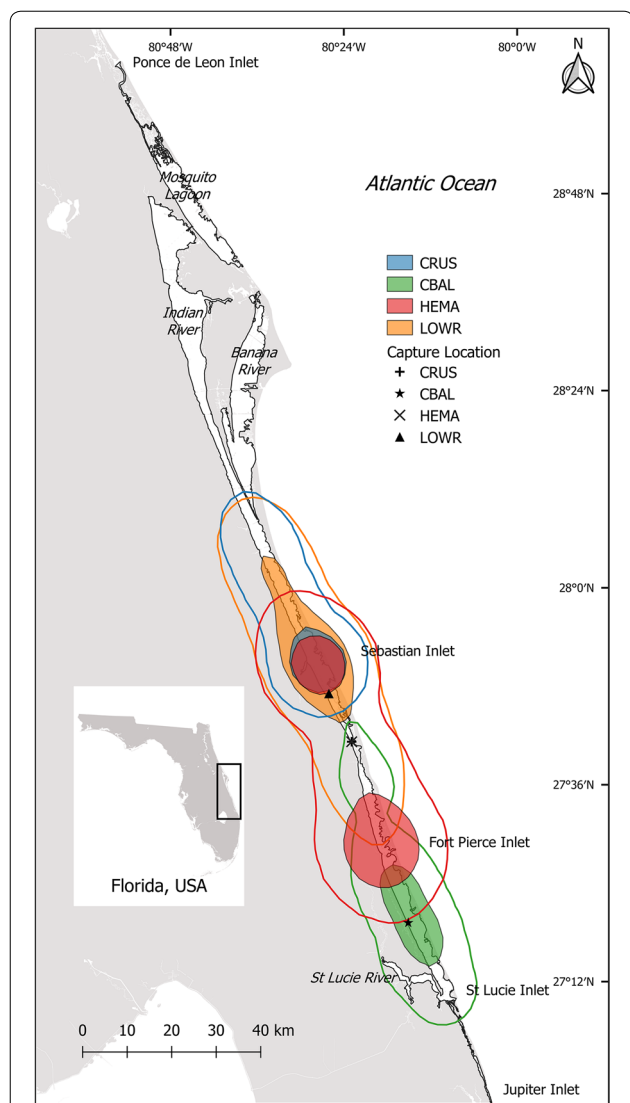 80°48′W 80°24′W 80°0′W
Ponce de Leon Inlet
N
Mosquito
Lagoon
Atlantic Ocean
28°48′N
CRUS
CBAL
HEMA
LOWR
Indian
River
Capture Location
Banana
River
CRUS
CBAL
HEMA
LOWR
28°24′N
28°0′N
Sebastian Inlet
27°36′N
Fort Pierce Inlet
Florida, USA
St Lucie River
27°12′N
St Lucie Inlet
0 10 20 30 40 km
Jupiter Inlet